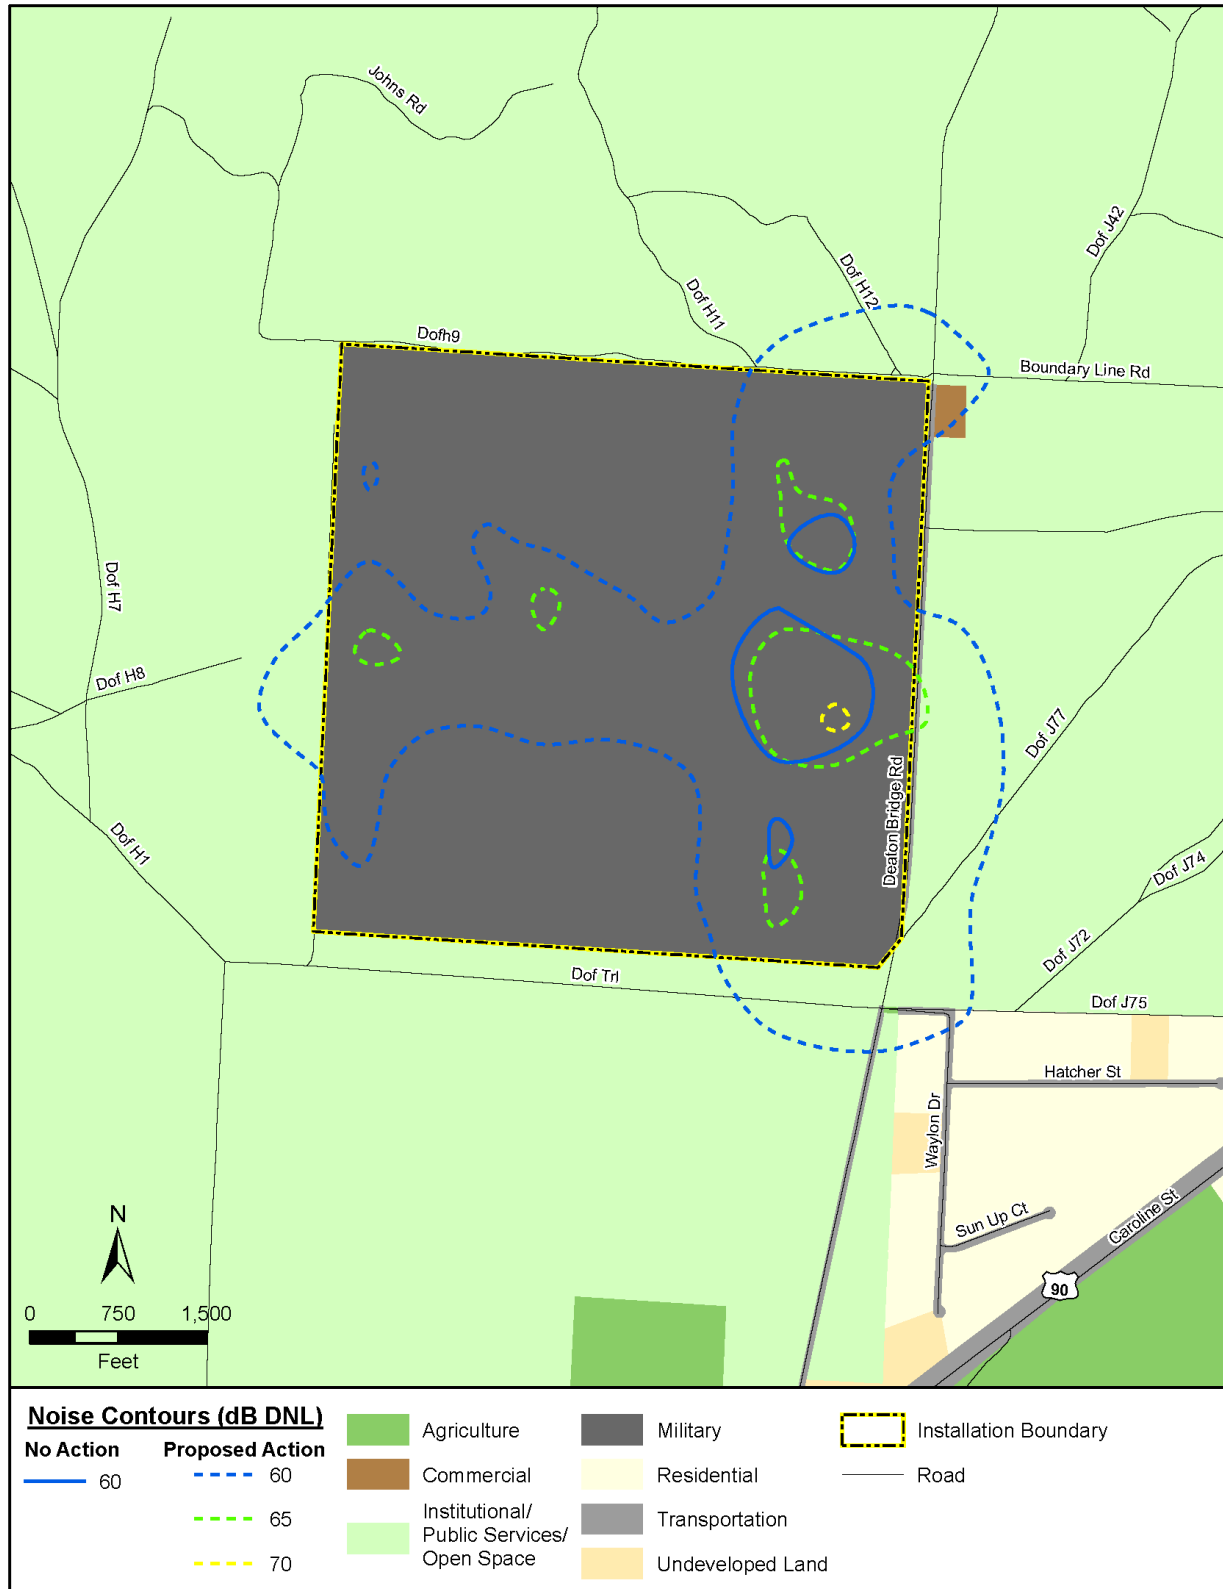 Johns Rd
Dof J42
Dof H12
Dof H11
Dofh9
Boundary Line Rd
Dof H7
Dof H8
Dof J77
Deaton Bridge Rd
Dof H1
Dof J74
Dof J72
Dof Trl
Dof J75
Hatcher St
Waylon Dr
Sun Up Ct
Caroline St
90
N
0 750 1,500
Feet
Noise Contours (dB DNL)
No Action
60
Proposed Action
60
65
70
Agriculture
Commercial
Institutional/
Public Services/
Open Space
Military
Residential
Transportation
Undeveloped Land
Installation Boundary
Road